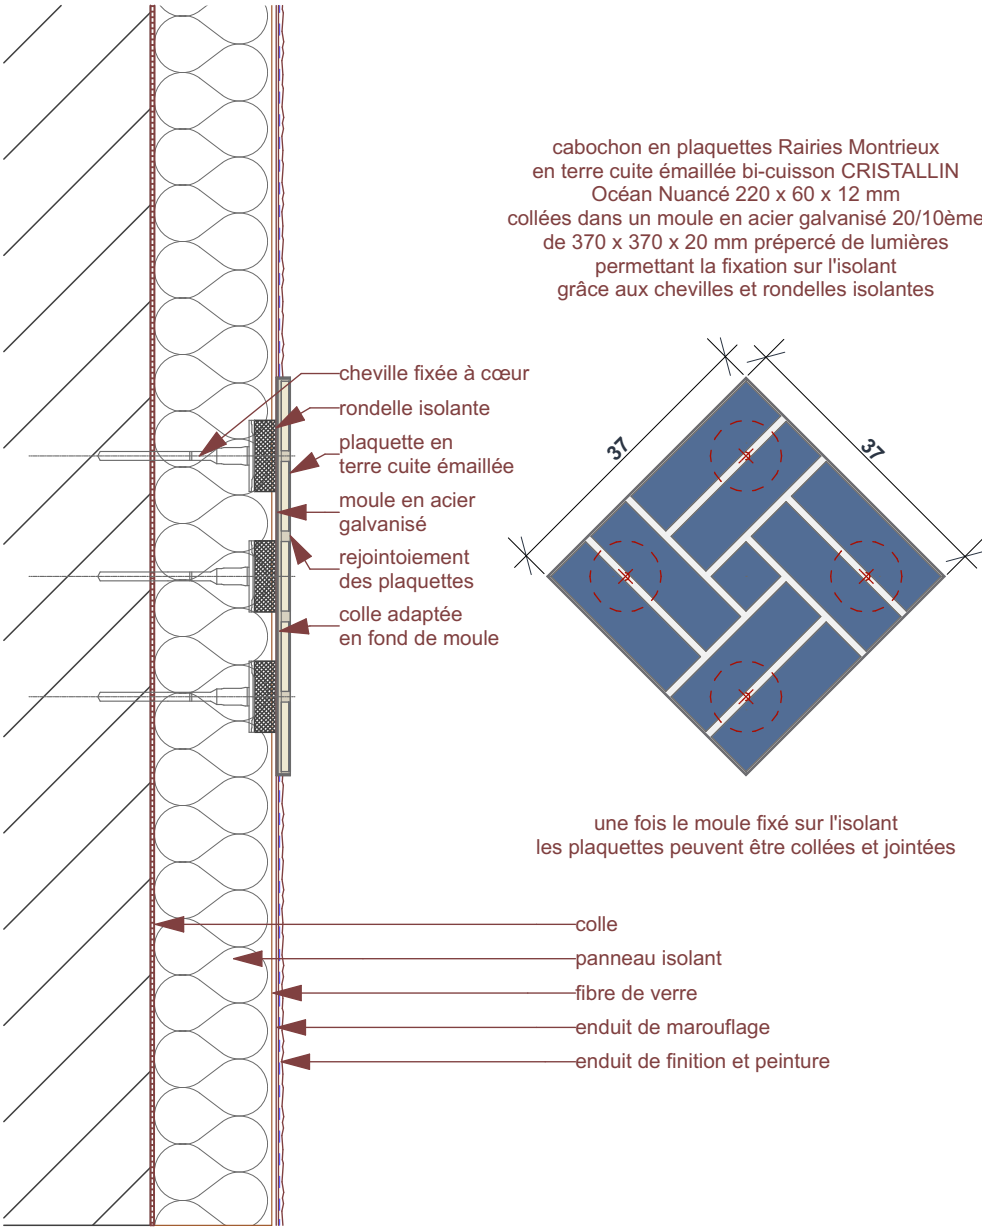 cabochon en plaquettes Rairies Montrieux
en terre cuite émaillée bi-cuisson CRISTALLIN
Océan Nuancé 220 x 60 x 12 mm
collées dans un moule en acier galvanisé 20/10ème
de 370 x 370 x 20 mm prépercé de lumières
permettant la fixation sur l'isolant
grâce aux chevilles et rondelles isolantes
cheville fixée à cœur
rondelle isolante
plaquette en
terre cuite émaillée
moule en acier
galvanisé
rejointoiement
des plaquettes
colle adaptée
en fond de moule
37
37
une fois le moule fixé sur l'isolant
les plaquettes peuvent être collées et jointées
colle
panneau isolant
fibre de verre
enduit de marouflage
enduit de finition et peinture